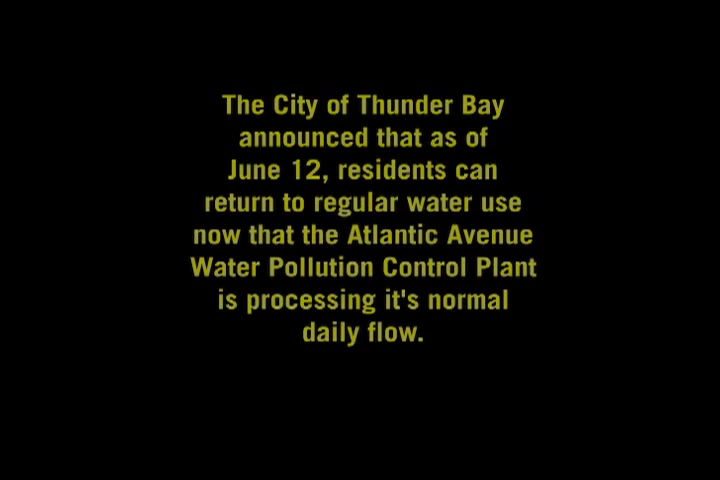 The City of Thunder Bay
announced that as of
June 12, residents can
return to regular water use
now that the Atlantic Avenue
Water Pollution Control Plant
is processing it's normal
daily flow.